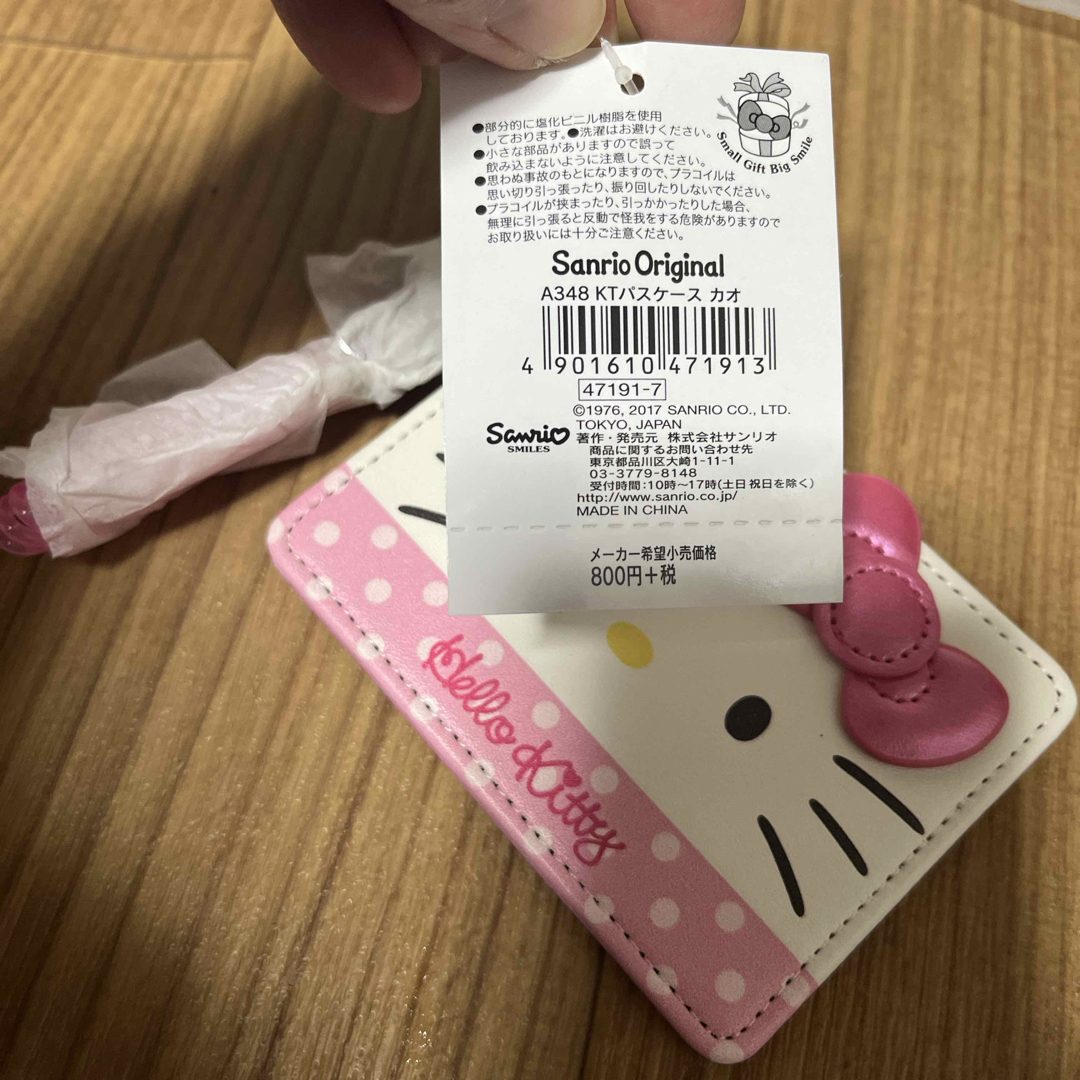 ●部分的に塩化ビニル樹脂を使用
しております。●洗濯はお避けください。
●小さな部品がありますので誤って
飲み込まないように注意してください。
●思わぬ事故のもとになりますので、プラコイルは
思い切り引っ張ったり、振り回したりしないでください。
●プラコイルが挟まったり、引っかかったりした場合、
無理に引っ張ると反動で怪我をする危険がありますので
お取り扱いには十分ご注意ください。
Small Gift Big Smile
Sanrio Original
A348 KTパスケース カオ
4 901610 471913
47191-7
©1976, 2017 SANRIO CO., LTD.
TOKYO, JAPAN
Sanrio
SMILES
著作・発売元 株式会社サンリオ
商品に関するお問い合わせ先
東京都品川区大崎1-11-1
03-3779-8148
受付時間:10時～17時(土日祝日を除く)
http://www.sanrio.co.jp/
MADE IN CHINA
メーカー希望小売価格
800円+税
Hello Kitty